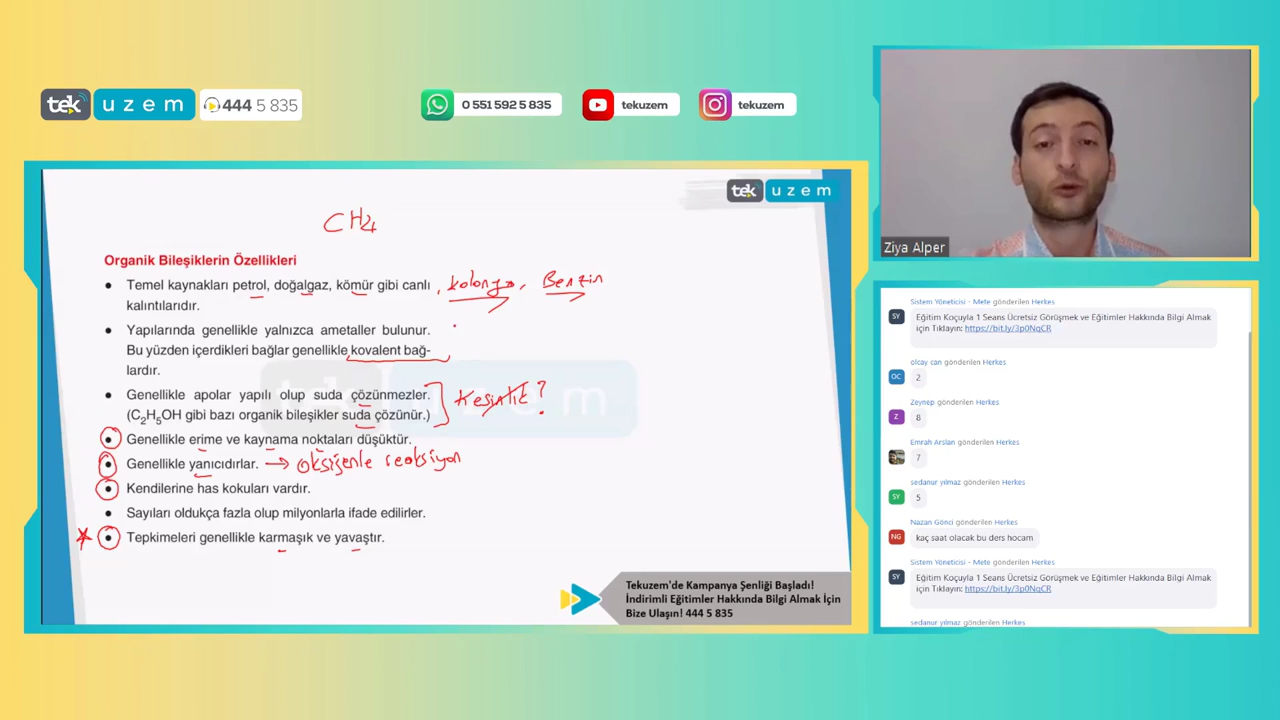 tek uzem 444 5 835
0 551 592 5 835
tekuzem
tekuzem
tek uzem
CH4
Organik Bileşiklerin Özellikleri
• Temel kaynakları petrol, doğalgaz, kömür gibi canlı , kolonya, Benzin
kalıntılarıdır.
• Yapılarında genellikle yalnızca ametaller bulunur.
Bu yüzden içerdikleri bağlar genellikle kovalent bağ-
lardır.
• Genellikle apolar yapılı olup suda çözünmezler.
(C₂H₅OH gibi bazı organik bileşikler suda çözünür.) Kesinlik?
• Genellikle erime ve kaynama noktaları düşüktür.
• Genellikle yanıcıdırlar. → oksijenle reaksiyon
• Kendilerine has kokuları vardır.
• Sayıları oldukça fazla olup milyonlarla ifade edilirler.
• Tepkimeleri genellikle karmaşık ve yavaştır.
tek uzem
Tekuzem'de Kampanya Şenliği Başladı!
İndirimli Eğitimler Hakkında Bilgi Almak İçin
Bize Ulaşın! 444 5 835
Ziya Alper
Sistem Yöneticisi - Mete gönderilen Herkes
SY
Eğitim Koçuyla 1 Seans Ücretsiz Görüşmek ve Eğitimler Hakkında Bilgi Almak
için Tıklayın: https://bit.ly/3p0NqCR
olcay can gönderilen Herkes
OC 2
Zeynep gönderilen Herkes
Z 8
Emrah Arslan gönderilen Herkes
7
sedanur yılmaz gönderilen Herkes
SY 5
Nazan Gönci gönderilen Herkes
NG kaç saat olacak bu ders hocam
Sistem Yöneticisi - Mete gönderilen Herkes
SY
Eğitim Koçuyla 1 Seans Ücretsiz Görüşmek ve Eğitimler Hakkında Bilgi Almak
için Tıklayın: https://bit.ly/3p0NqCR
sedanur yılmaz gönderilen Herkes